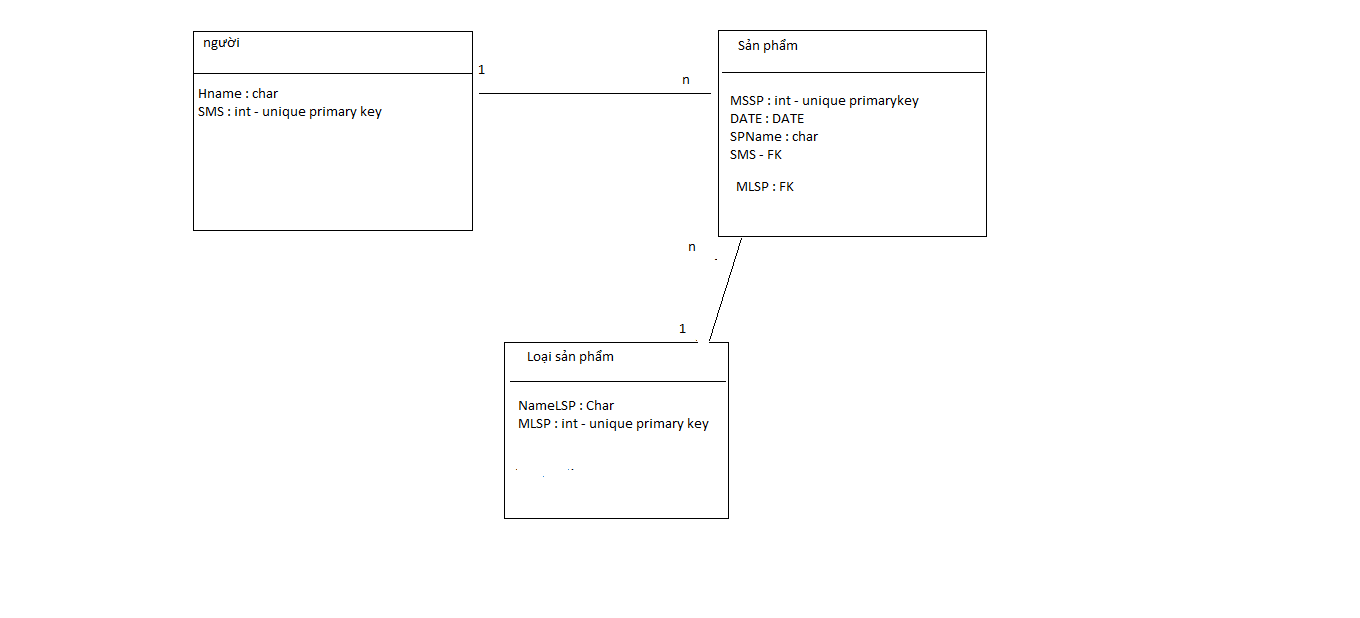 người
Hname : char
SMS : int - unique primary key
1
n
Sản phẩm
MSSP : int - unique primarykey
DATE : DATE
SPName : char
SMS - FK
MLSP : FK
n
1
Loại sản phẩm
NameLSP : Char
MLSP : int - unique primary key